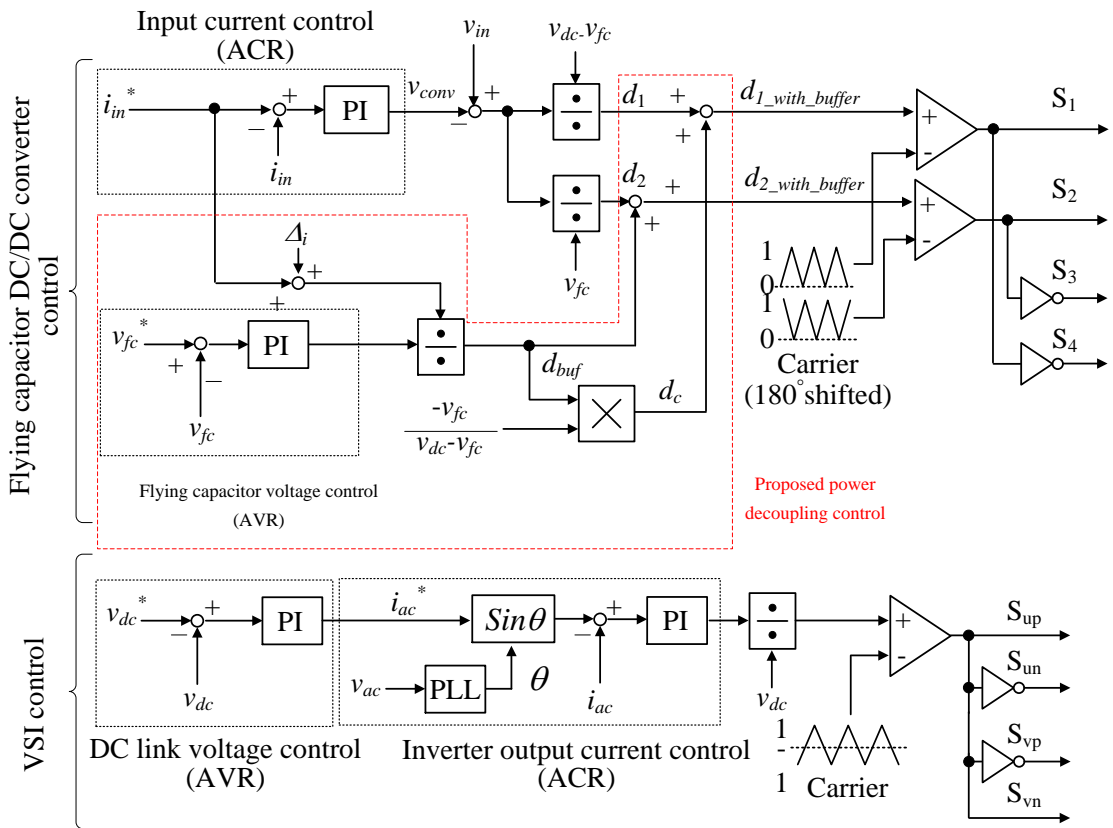 Input current control
(ACR)
v_in
v_dc-v_fc
i_in*
PI
v_conv
d_1
d_1_with_buffer
S_1
+
−
i_in
÷
d_2
d_2_with_buffer
S_2
v_fc
Δ_i
1
0
1
0
S_3
S_4
Carrier
(180°shifted)
v_fc*
PI
÷
d_buf
×
d_c
v_fc
-v_fc
v_dc-v_fc
Flying capacitor voltage control
(AVR)
Proposed power
decoupling control
Flying capacitor DC/DC converter
control
v_dc*
PI
i_ac*
Sinθ
PI
÷
S_up
v_dc
v_ac
PLL
θ
i_ac
v_dc
S_un
1
-
1
Carrier
S_vp
S_vn
DC link voltage control
(AVR)
Inverter output current control
(ACR)
VSI control